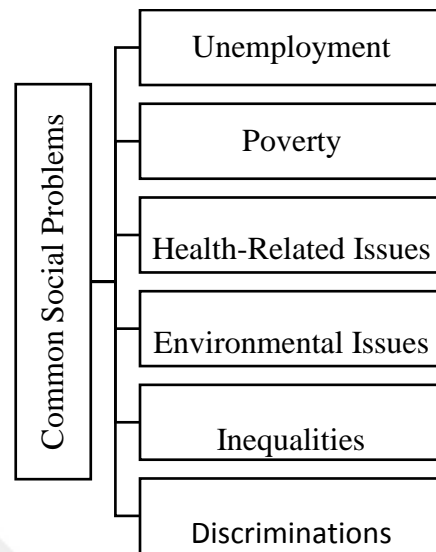 Common Social Problems
Unemployment
Poverty
Health-Related Issues
Environmental Issues
Inequalities
Discriminations